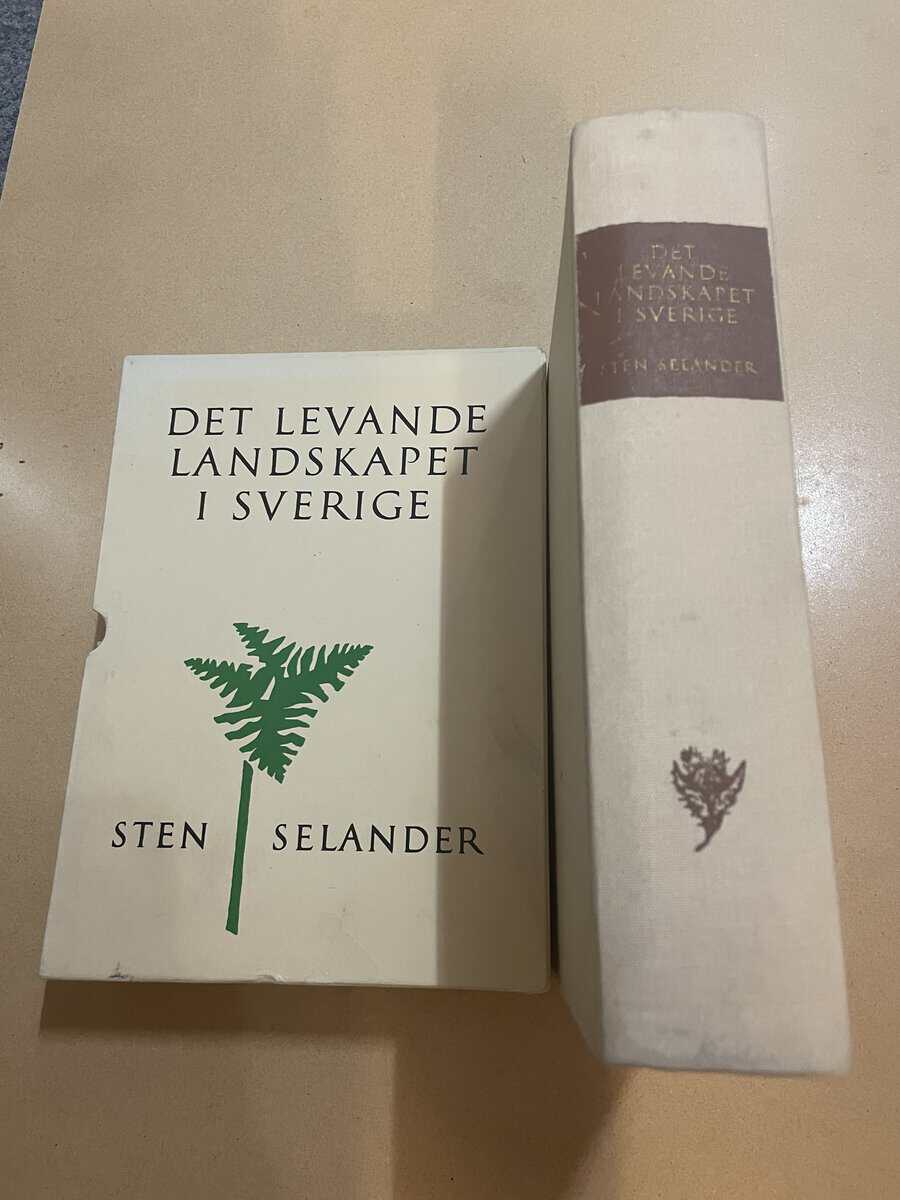 DET LEVANDE
LANDSKAPET
I SVERIGE
STEN SELANDER
DET
LEVANDE
LANDSKAPET
I SVERIGE
STEN SELANDER